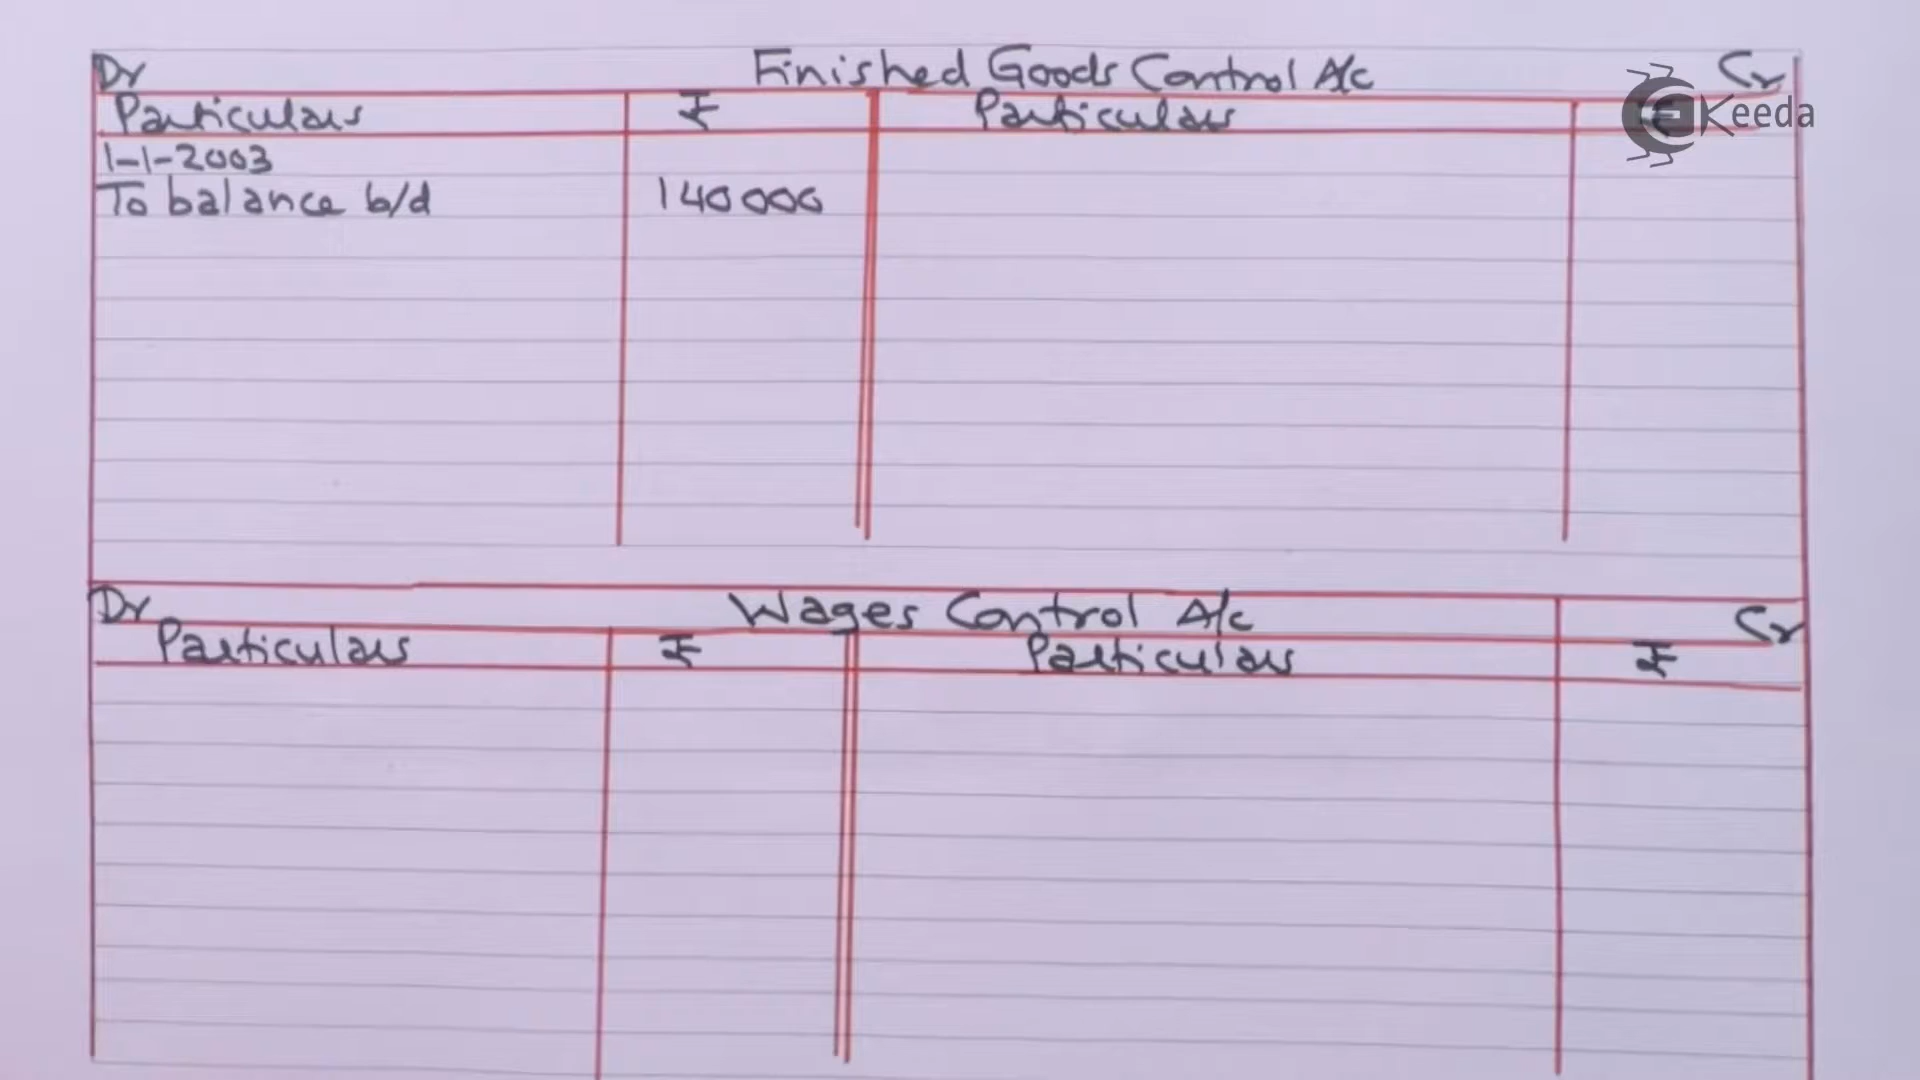 Dr Finished Goods Control A/c Cr
Particulars ₹ Particulars
Keeda
1-1-2003
To balance b/d 140000
Dr Wages Control A/c Cr
Particulars ₹ Particulars ₹